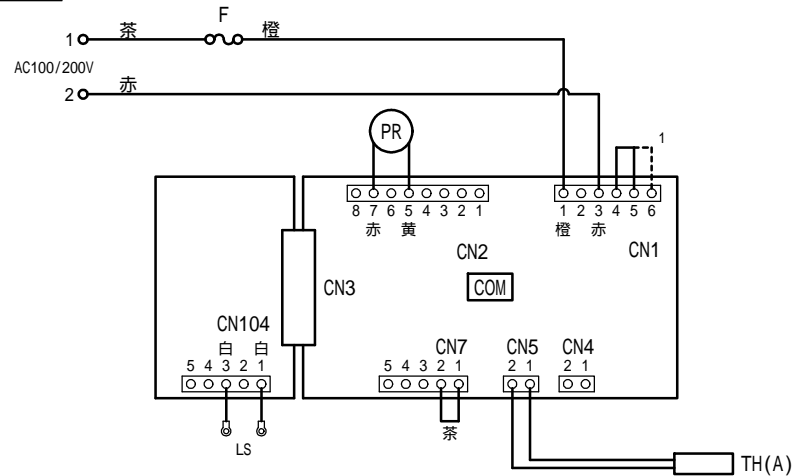 F
茶 橙
1
AC100/200V
赤
2
PR
1
8 7 6 5 4 3 2 1
1 2 3 4 5 6
赤 黄
橙 赤
CN2
CN1
CN3
COM
CN104
白 白
5 4 3 2 1
CN7
5 4 3 2 1
CN5
2 1
CN4
2 1
LS
茶
TH(A)